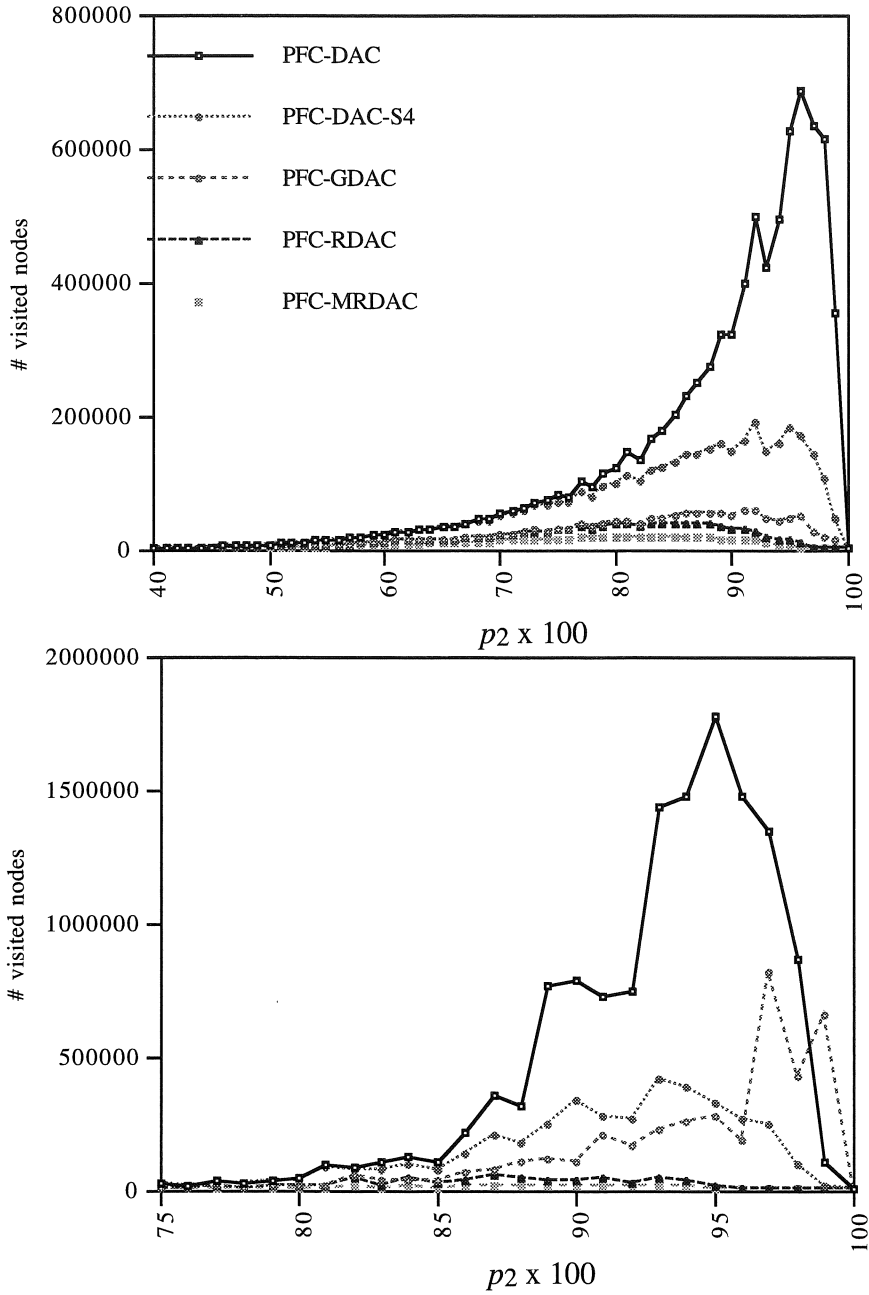 800000
600000
400000
200000
0
# visited nodes
PFC-DAC
PFC-DAC-S4
PFC-GDAC
PFC-RDAC
PFC-MRDAC
40
50
60
70
80
90
100
p2 x 100
2000000
1500000
1000000
500000
0
# visited nodes
75
80
85
90
95
100
p2 x 100